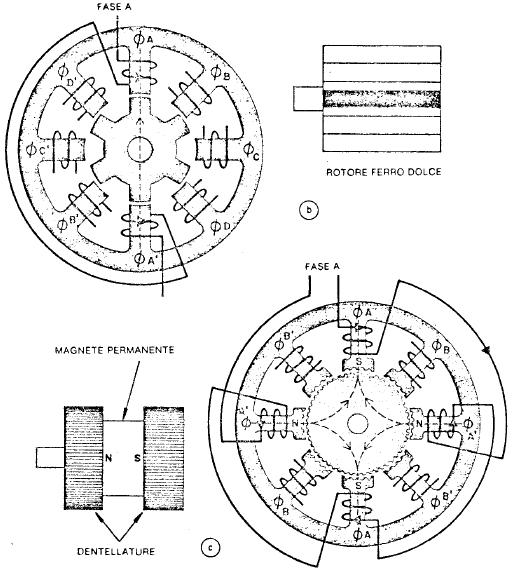 FASE A
ΦA
ΦB
ΦD'
ΦC'
ΦC
ΦB'
ΦD
ΦA'
ROTORE FERRO DOLCE
b
FASE A
ΦA
ΦB'
ΦB
S
N
N
ΦA'
S
ΦB
ΦB'
ΦA
MAGNETE PERMANENTE
N S
DENTELLATURE
c